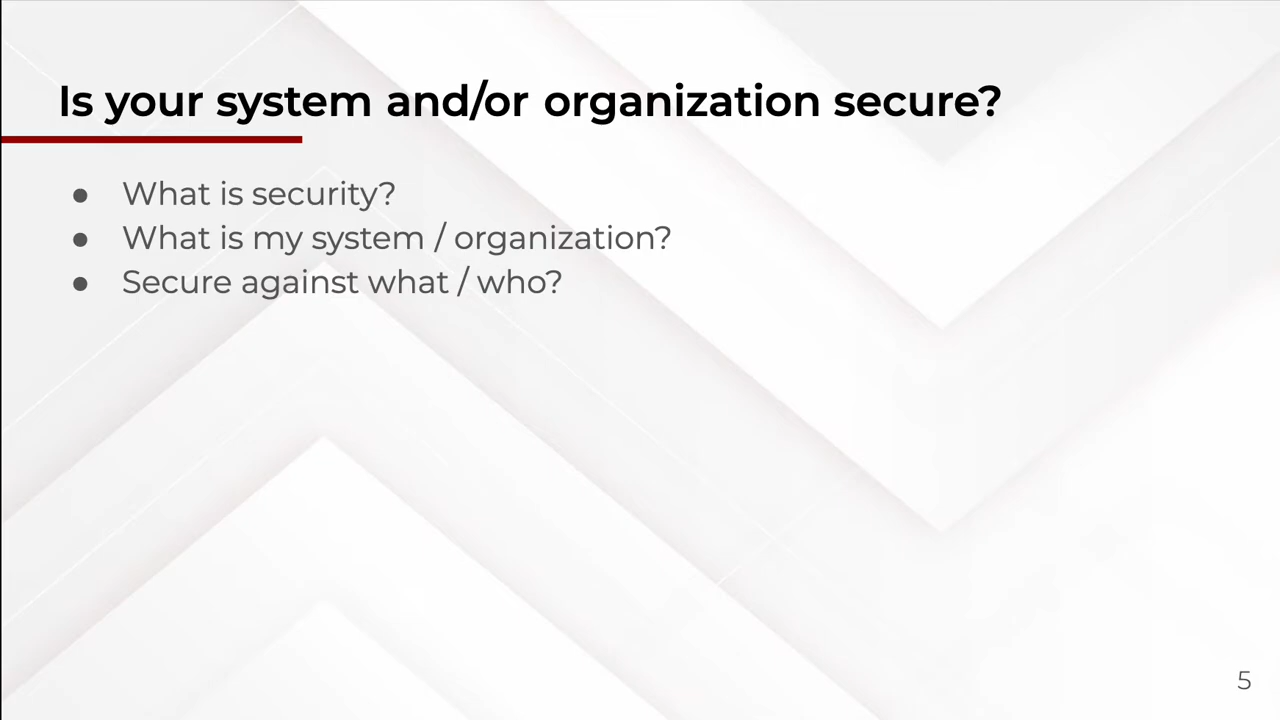 Is your system and/or organization secure?
● What is security?
● What is my system / organization?
● Secure against what / who?
5